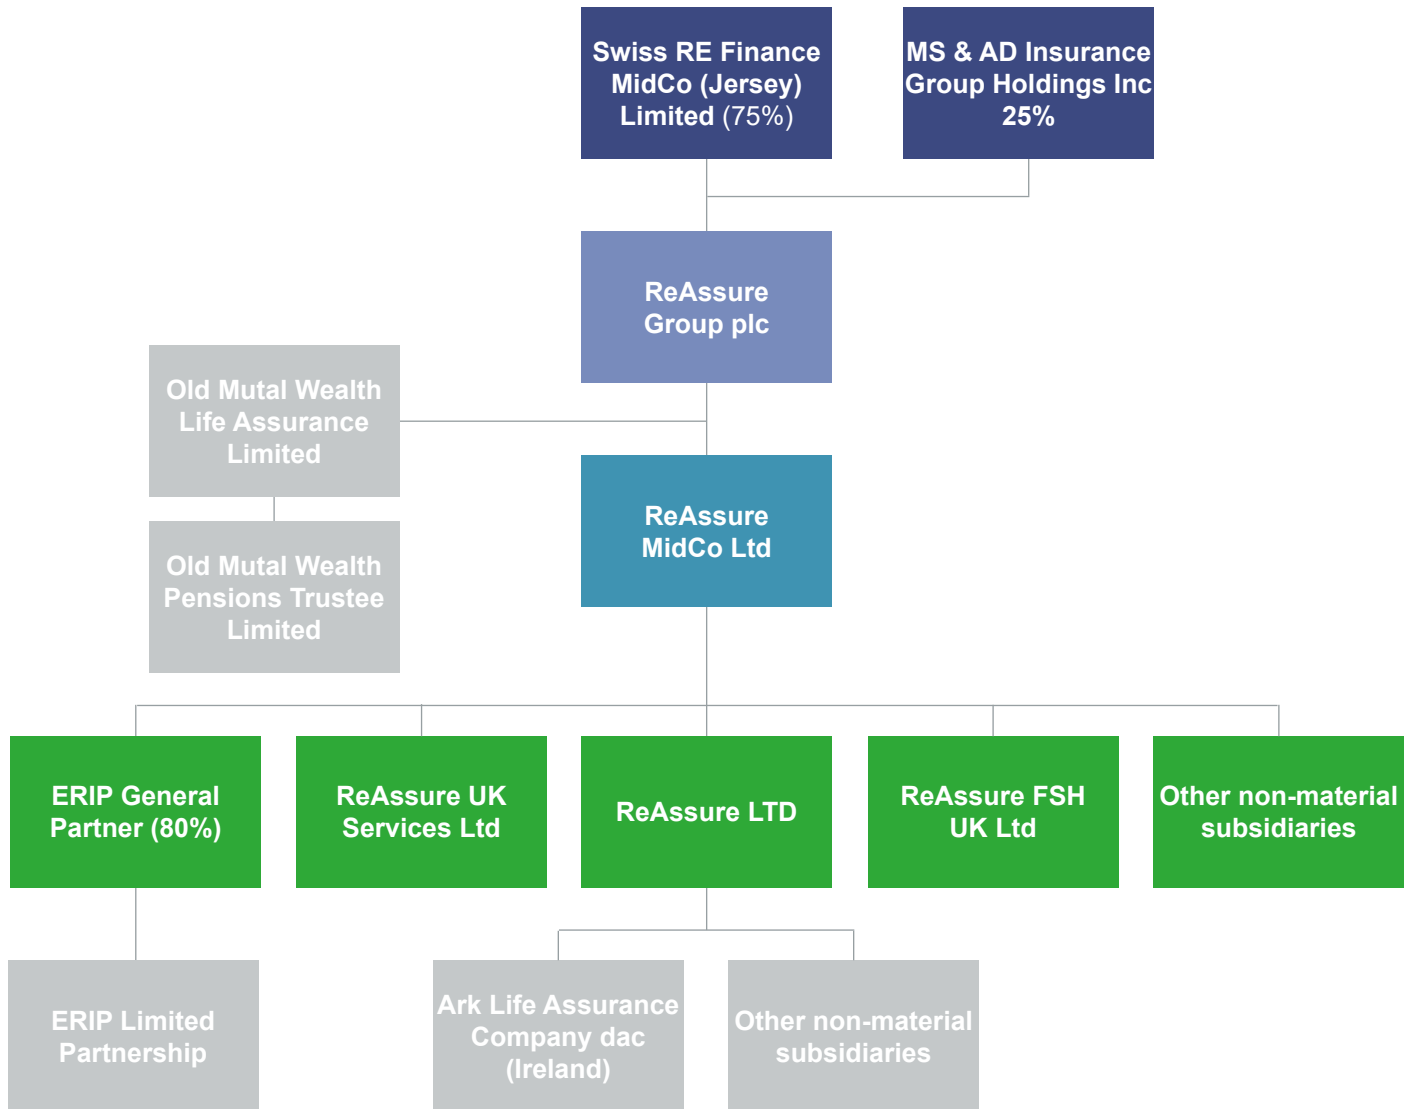 Swiss RE Finance
MidCo (Jersey)
Limited (75%)
MS & AD Insurance
Group Holdings Inc
25%
ReAssure
Group plc
Old Mutal Wealth
Life Assurance
Limited
ReAssure
MidCo Ltd
Old Mutal Wealth
Pensions Trustee
Limited
ERIP General
Partner (80%)
ReAssure UK
Services Ltd
ReAssure LTD
ReAssure FSH
UK Ltd
Other non-material
subsidiaries
ERIP Limited
Partnership
Ark Life Assurance
Company dac
(Ireland)
Other non-material
subsidiaries